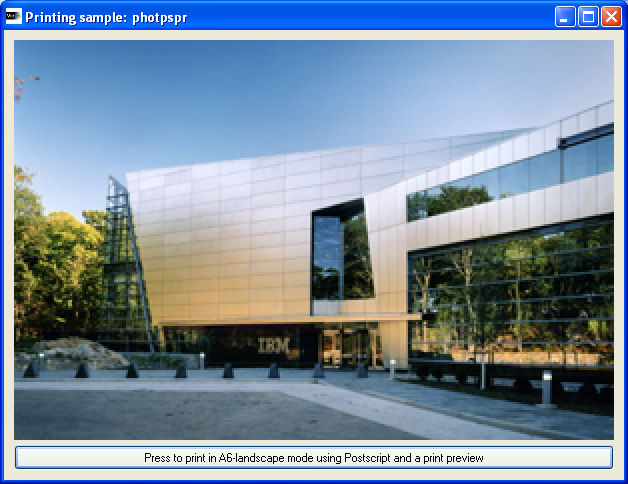 Printing sample: photpspr
IBM
Press to print in A6-landscape mode using Postscript and a print preview